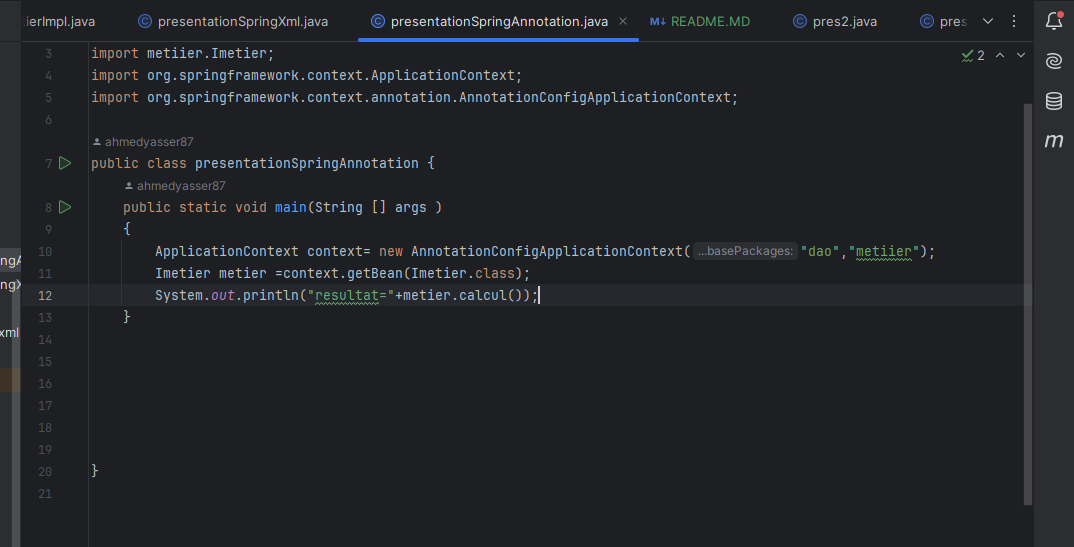 tierImpl.java presentationSpringXml.java presentationSpringAnnotation.java README.MD pres2.java pres
3 import metiier.Imetier; 2
4 import org.springframework.context.ApplicationContext;
5 import org.springframework.context.annotation.AnnotationConfigApplicationContext;
6
ahmedyasser87
7 public class presentationSpringAnnotation {
ahmedyasser87
8 public static void main(String [] args )
9 {
10 ApplicationContext context= new AnnotationConfigApplicationContext( ...basePackages: "dao","metiier");
11 Imetier metier =context.getBean(Imetier.class);
12 System.out.println("resultat="+metier.calcul());
13 }
14
15
16
17
18
19
20 }
21
ngA
ngX
xml
m